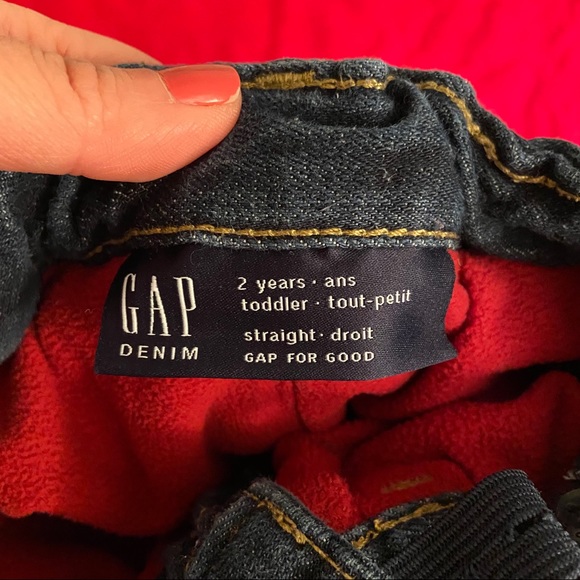 GAP
DENIM
2 years · ans
toddler · tout-petit
straight · droit
GAP FOR GOOD